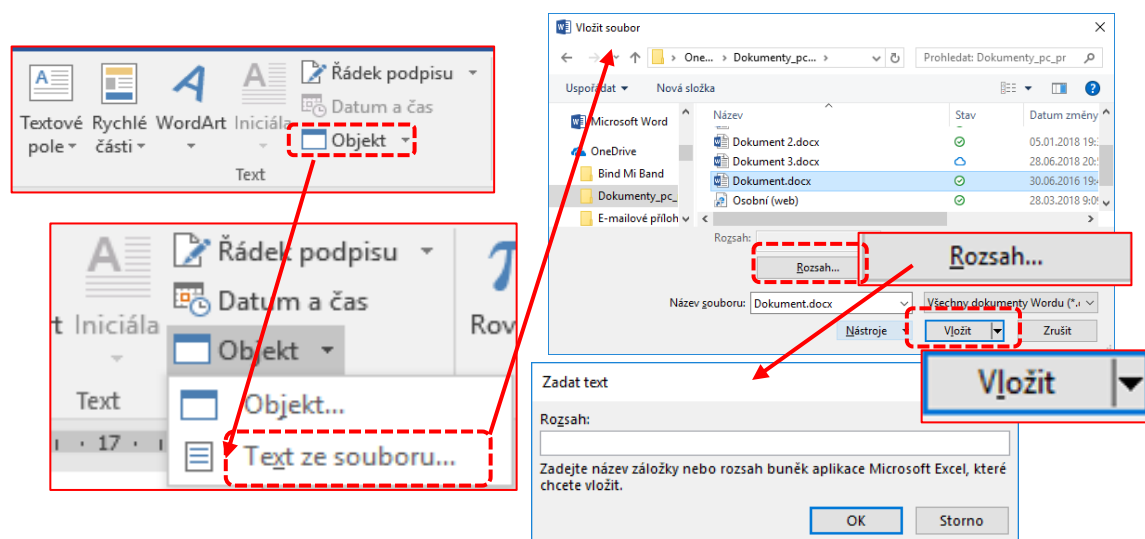 Řádek podpisu
Datum a čas
Objekt
Textové pole
Rychlé části
WordArt
Iniciála
Text
Řádek podpisu
Datum a čas
t Iniciála
Objekt
Rov
Text
Objekt...
17
Text ze souboru...
Vložit soubor
One... › Dokumenty_pc... ›
Prohledat: Dokumenty_pc_pr
Uspořádat
Nová složka
Microsoft Word
OneDrive
Bind Mi Band
Dokumenty_pc_
E-mailové příloh
Název Stav Datum změny
Dokument 2.docx 05.01.2018 19:
Dokument 3.docx 28.06.2018 20:
Dokument.docx 30.06.2016 19:
Osobní (web) 28.03.2018 9:0
Rozsah:
Rozsah...
Rozsah...
Název souboru: Dokument.docx
Všechny dokumenty Wordu (*.
Nástroje
Vložit
Zrušit
Vložit
Zadat text
Rozsah:
Zadejte název záložky nebo rozsah buněk aplikace Microsoft Excel, které
chcete vložit.
OK
Storno